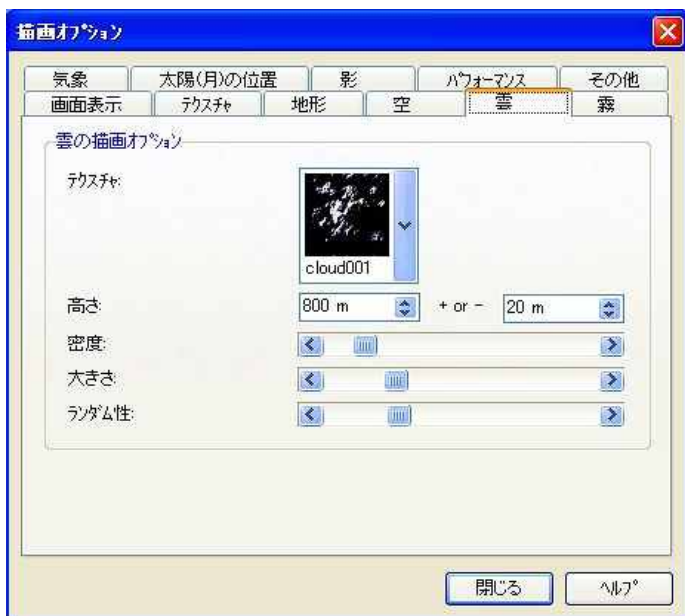 描画ｵﾌﾟｼｮﾝ
気象 太陽(月)の位置 影 ﾊﾟﾌｫｰﾏﾝｽ その他
画面表示 ﾃｸｽﾁｬ 地形 空 雲 霧
雲の描画ｵﾌﾟｼｮﾝ
ﾃｸｽﾁｬ:
cloud001
高さ: 800 m + or - 20 m
密度:
大きさ:
ﾗﾝﾀﾞﾑ性:
閉じる ﾍﾙﾌﾟ